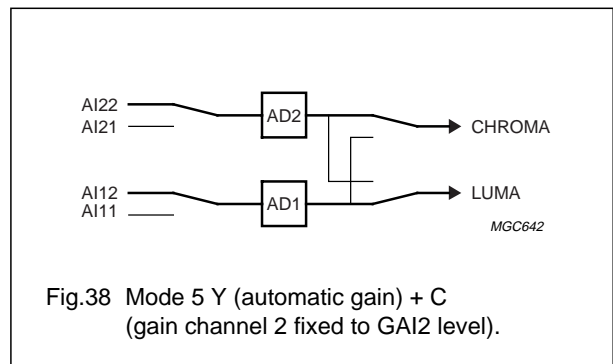 AI22
AI21
AD2
CHROMA
AI12
AI11
AD1
LUMA
MGC642
Fig.38 Mode 5 Y (automatic gain) + C
(gain channel 2 fixed to GAI2 level).